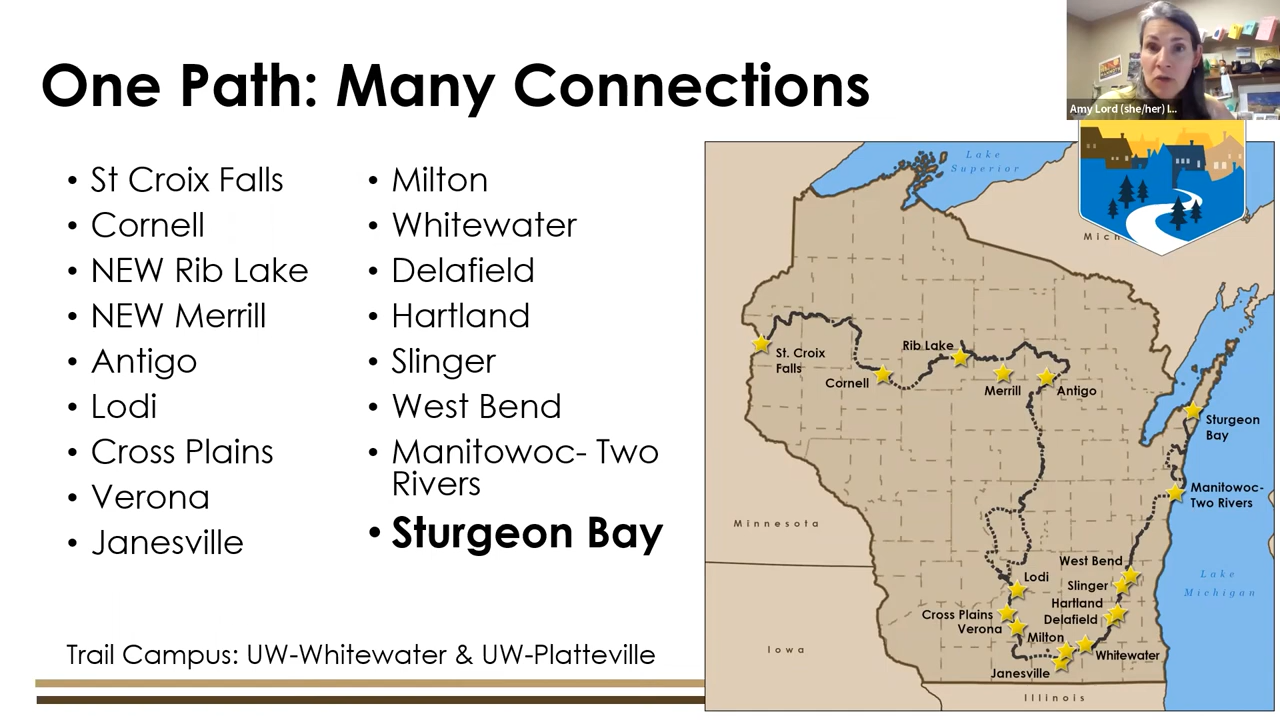 One Path: Many Connections
• St Croix Falls
• Cornell
• NEW Rib Lake
• NEW Merrill
• Antigo
• Lodi
• Cross Plains
• Verona
• Janesville
• Milton
• Whitewater
• Delafield
• Hartland
• Slinger
• West Bend
• Manitowoc- Two
Rivers
• Sturgeon Bay
Trail Campus: UW-Whitewater & UW-Platteville
Amy Lord (she/her) I...
Lake
Superior
Mich
St. Croix
Falls
Rib Lake
Cornell
Merrill
Antigo
Sturgeon
Bay
Manitowoc-
Two Rivers
Minnesota
West Bend
Lake
Michigan
Lodi
Slinger
Hartland
Cross Plains
Delafield
Verona
Milton
Iowa
Whitewater
Janesville
Illinois